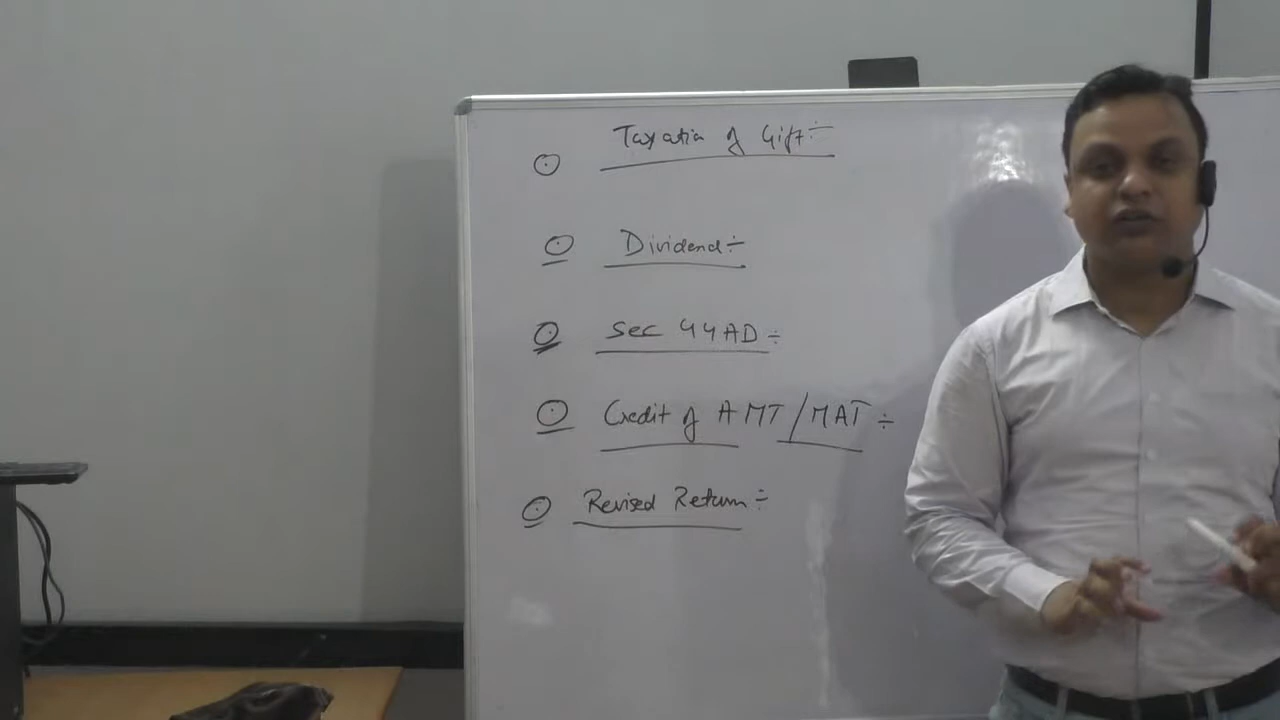 Taxation of Gift:-
Dividend:-
Sec 44AD:-
Credit of AMT/MAT:-
Revised Return:-